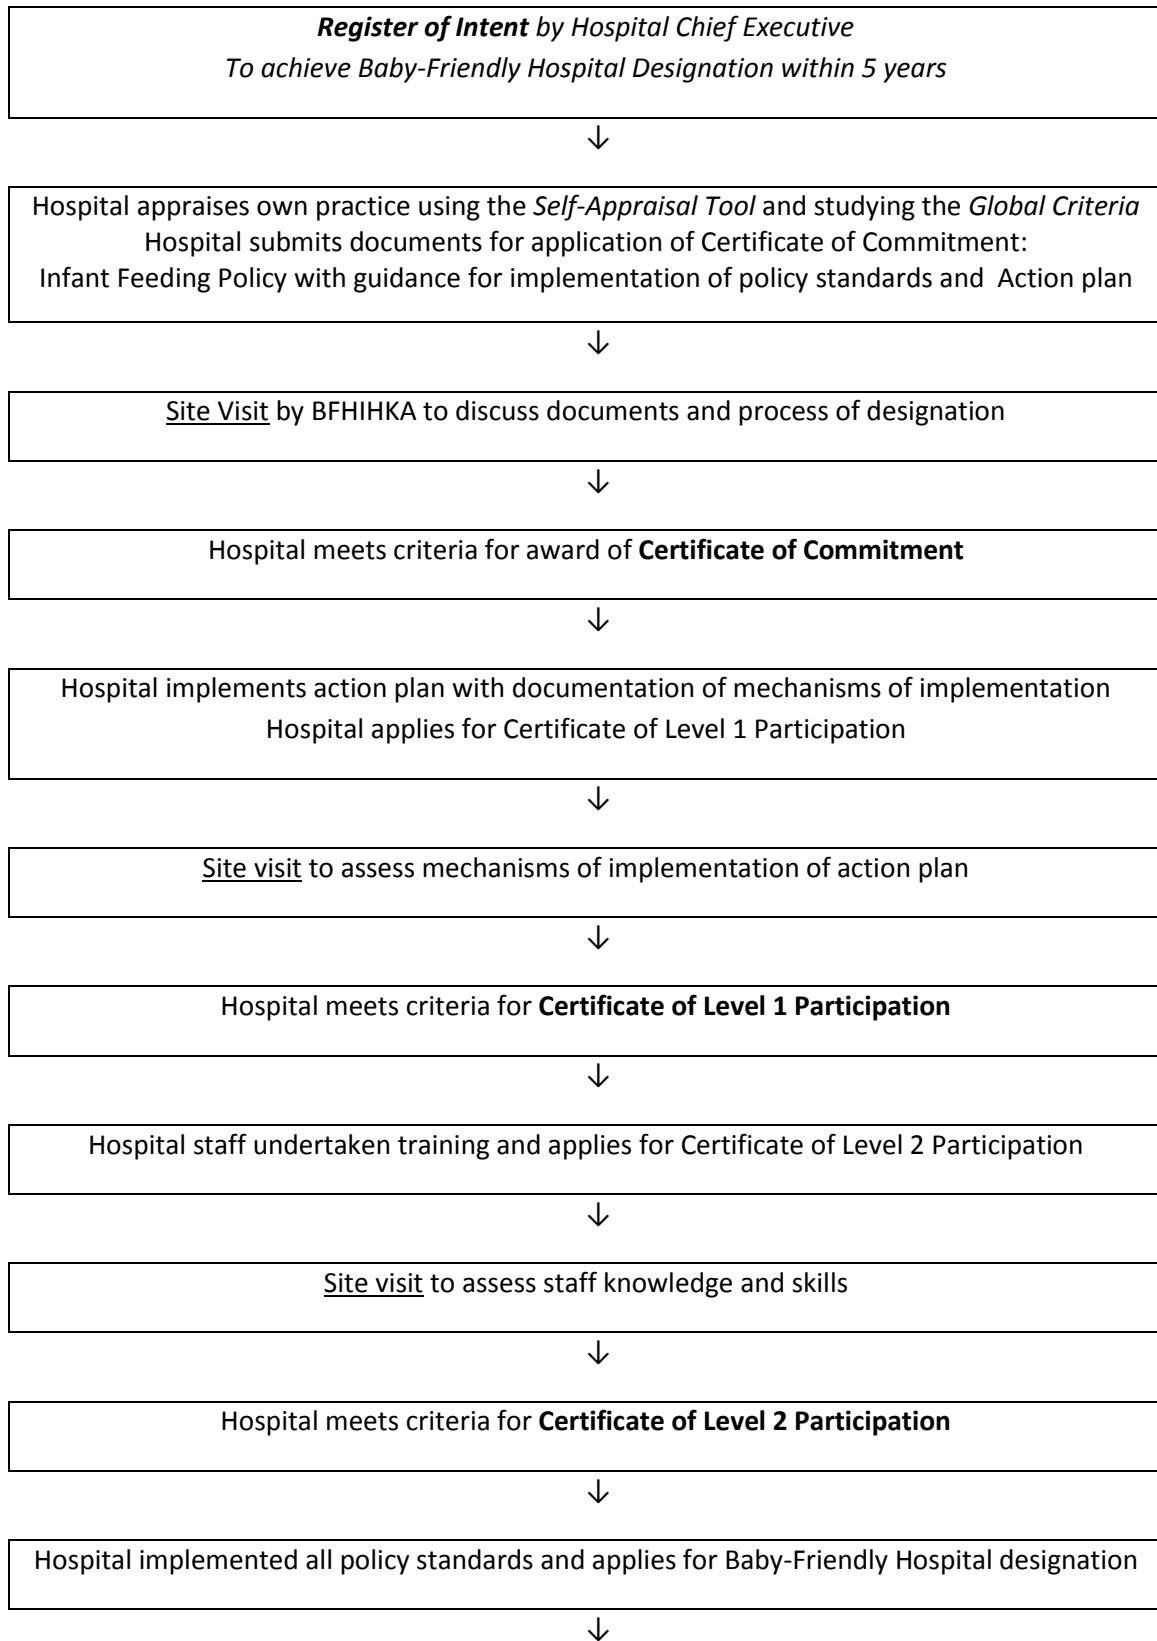 Register of Intent by Hospital Chief Executive
To achieve Baby-Friendly Hospital Designation within 5 years
↓
Hospital appraises own practice using the Self-Appraisal Tool and studying the Global Criteria
Hospital submits documents for application of Certificate of Commitment:
Infant Feeding Policy with guidance for implementation of policy standards and Action plan
↓
Site Visit by BFHIHKA to discuss documents and process of designation
↓
Hospital meets criteria for award of Certificate of Commitment
↓
Hospital implements action plan with documentation of mechanisms of implementation
Hospital applies for Certificate of Level 1 Participation
↓
Site visit to assess mechanisms of implementation of action plan
↓
Hospital meets criteria for Certificate of Level 1 Participation
↓
Hospital staff undertaken training and applies for Certificate of Level 2 Participation
↓
Site visit to assess staff knowledge and skills
↓
Hospital meets criteria for Certificate of Level 2 Participation
↓
Hospital implemented all policy standards and applies for Baby-Friendly Hospital designation
↓